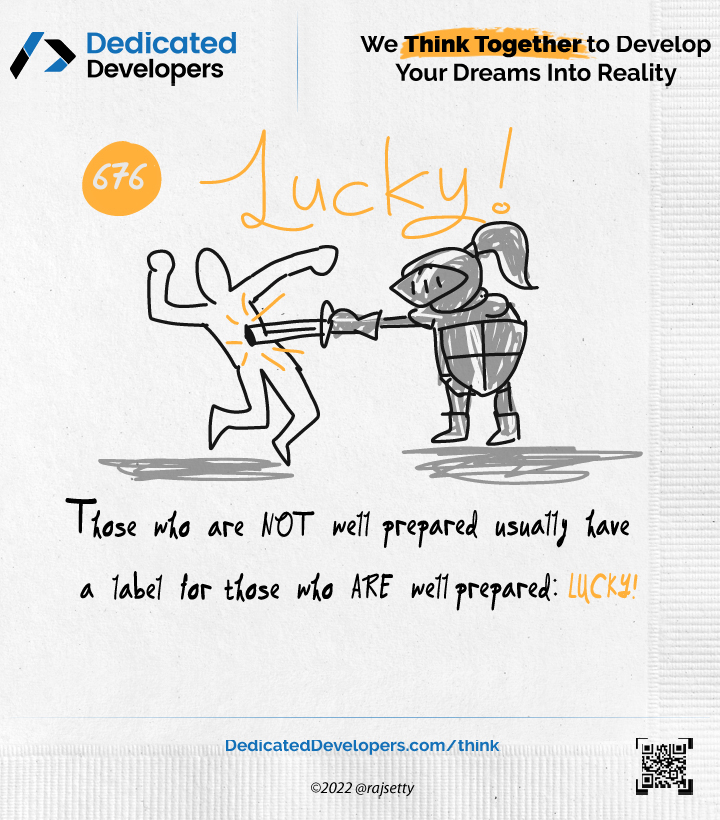 Dedicated
Developers
We Think Together to Develop
Your Dreams Into Reality
676
Lucky!
Those who are NOT well prepared usually have
a label for those who ARE well prepared: LUCKY!
DedicatedDevelopers.com/think
©2022 @rajsetty